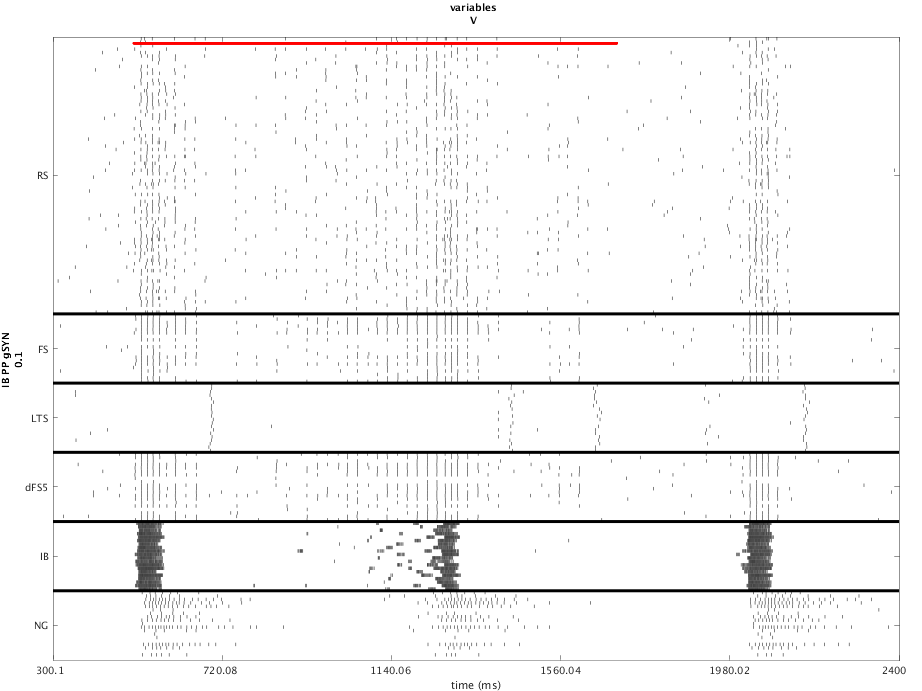 variables
V
IB PP gSYN
0.1
RS
FS
LTS
dFS5
IB
NG
300.1
720.08
1140.06
1560.04
1980.02
2400
time (ms)